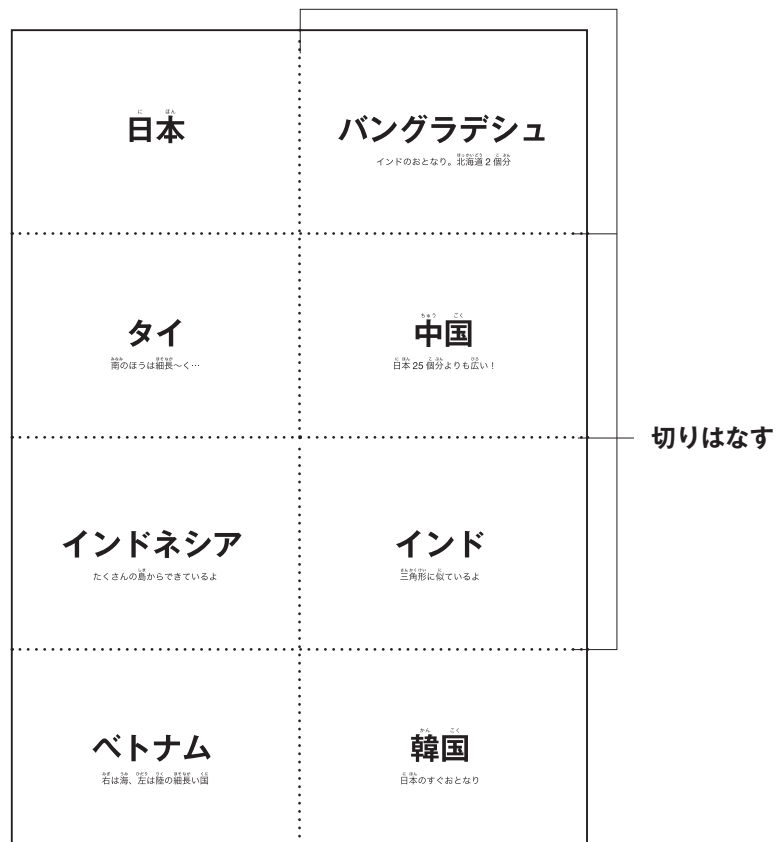 日本
バングラデシュ
インドのおとなり。北海道2個分
タイ
南のほうは細長〜く…
中国
日本25個分よりも広い！
切りはなす
インドネシア
たくさんの島からできているよ
インド
三角形に似ているよ
ベトナム
右は海、左は陸の細長い国
韓国
日本のすぐおとなり